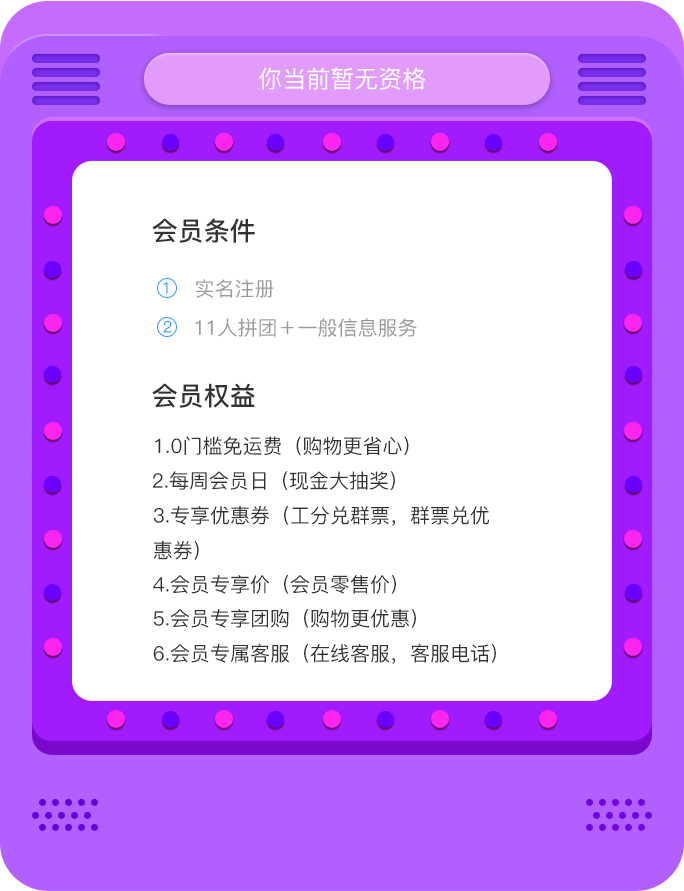 你当前暂无资格
会员条件
① 实名注册
② 11人拼团＋一般信息服务
会员权益
1.0门槛免运费（购物更省心）
2.每周会员日（现金大抽奖）
3.专享优惠券（工分兑群票，群票兑优
惠券）
4.会员专享价（会员零售价）
5.会员专享团购（购物更优惠）
6.会员专属客服（在线客服，客服电话）